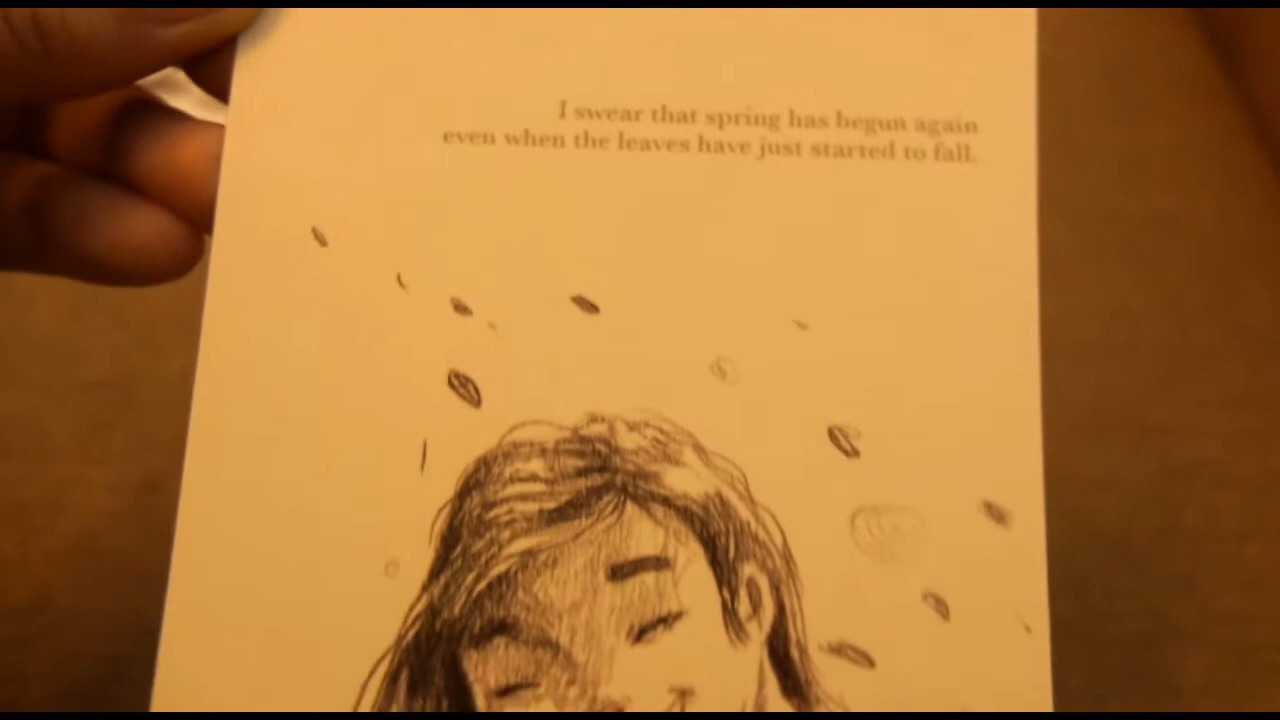 I swear that spring has begun again
even when the leaves have just started to fall.